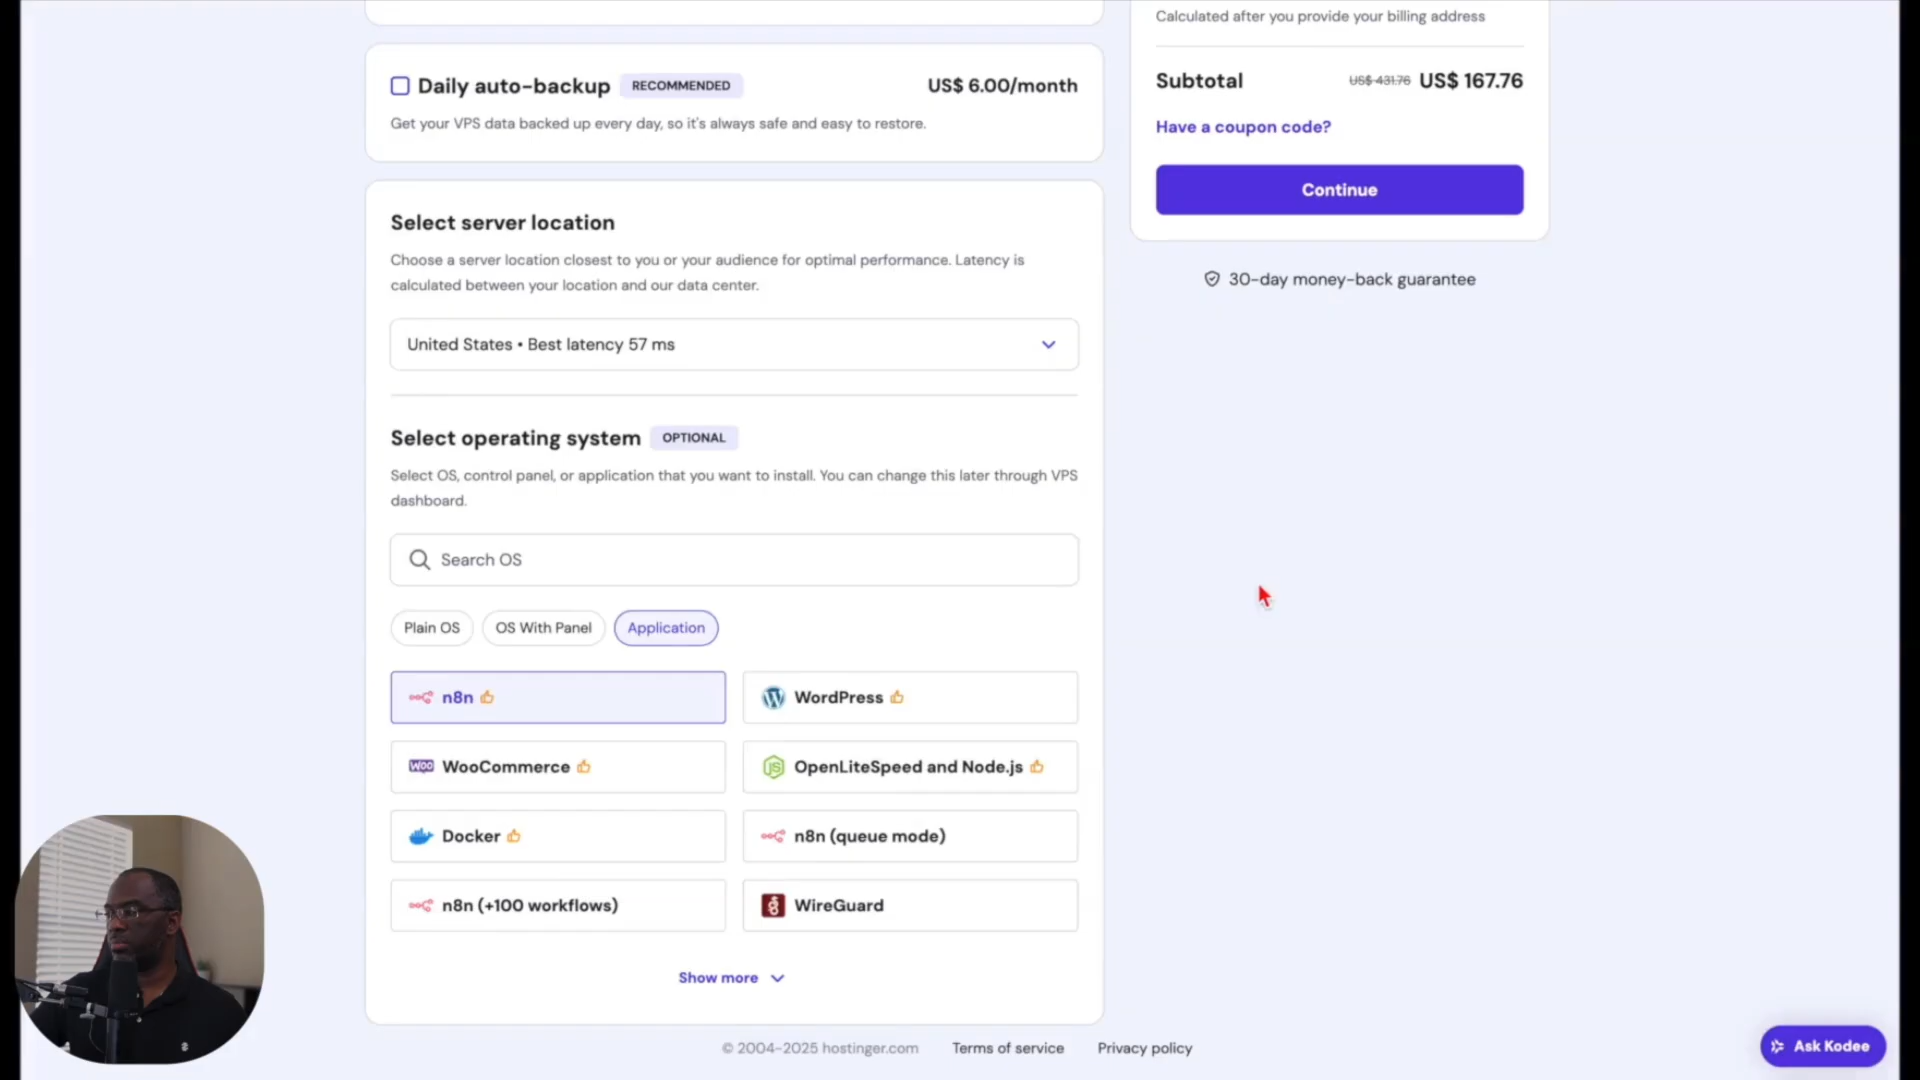 Daily auto-backup RECOMMENDED US$ 6.00/month
Get your VPS data backed up every day, so it's always safe and easy to restore.
Select server location
Choose a server location closest to you or your audience for optimal performance. Latency is
calculated between your location and our data center.
United States • Best latency 57 ms
Select operating system OPTIONAL
Select OS, control panel, or application that you want to install. You can change this later through VPS
dashboard.
Search OS
Plain OS OS With Panel Application
n8n WordPress
WOO WooCommerce OpenLiteSpeed and Node.js
Docker n8n (queue mode)
n8n (+100 workflows) WireGuard
Show more
Calculated after you provide your billing address
Subtotal US$ 431.76 US$ 167.76
Have a coupon code?
Continue
30-day money-back guarantee
© 2004-2025 hostinger.com Terms of service Privacy policy
Ask Kodee